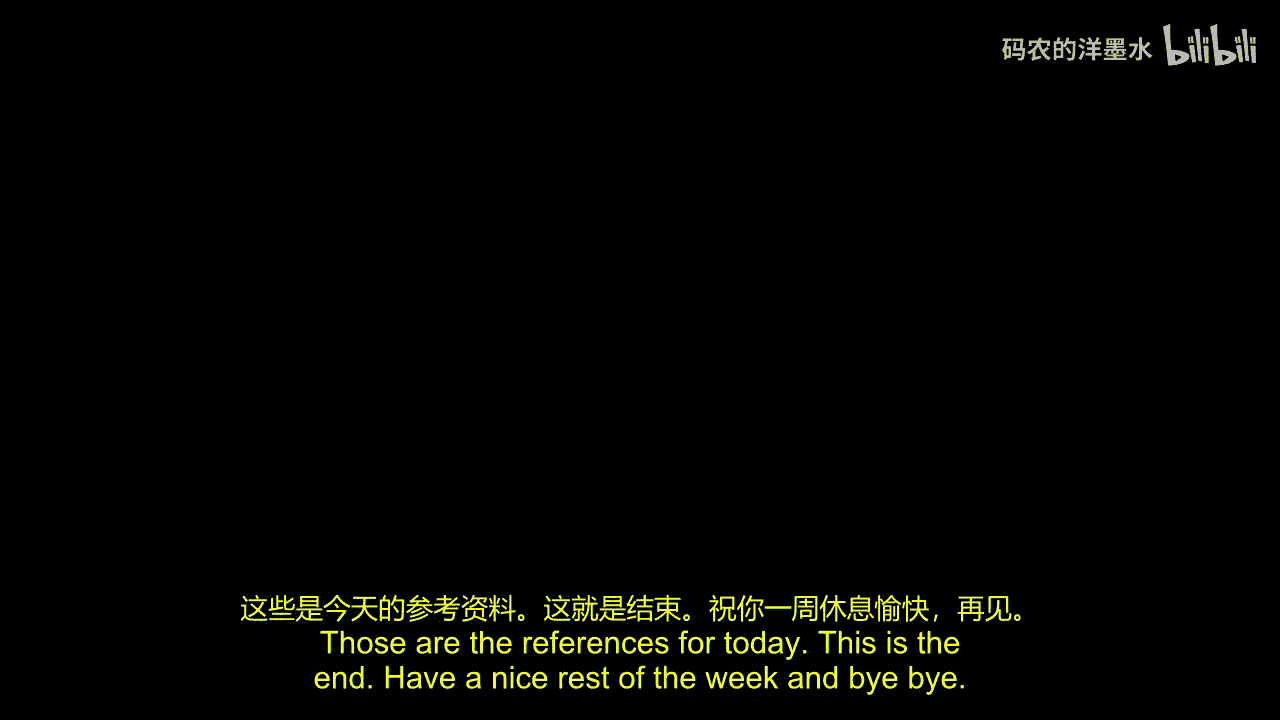 码农的洋墨水 bilibili
这些是今天的参考资料。这就是结束。祝你一周休息愉快，再见。
Those are the references for today. This is the
end. Have a nice rest of the week and bye bye.